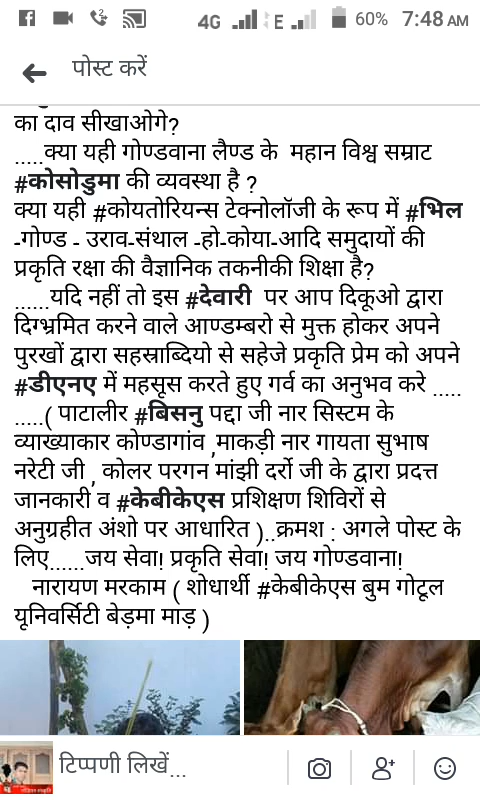 4G E 60% 7:48 AM
पोस्ट करें
का दाव सीखाओगे?
.....क्या यही गोण्डवाना लैण्ड के महान विश्व सम्राट
#कोसोडुमा की व्यवस्था है ?
क्या यही #कोयतोरियन्स टेक्नोलॉजी के रूप में #भिल
-गोण्ड - उराव-संथाल -हो-कोया-आदि समुदायों की
प्रकृति रक्षा की वैज्ञानिक तकनीकी शिक्षा है?
......यदि नहीं तो इस #देवारी पर आप दिकूओ द्वारा
दिग्भ्रमित करने वाले आण्डम्बरो से मुक्त होकर अपने
पुरखों द्वारा सहस्राब्दियो से सहेजे प्रकृति प्रेम को अपने
#डीएनए में महसूस करते हुए गर्व का अनुभव करे .....
.....( पाटालीर #बिसनु पद्दा जी नार सिस्टम के
व्याख्याकार कोण्डागांव ,माकड़ी नार गायता सुभाष
नरेटी जी , कोलर परगन मांझी दर्रो जी के द्वारा प्रदत्त
जानकारी व #केबीकेएस प्रशिक्षण शिविरों से
अनुग्रहीत अंशो पर आधारित )..क्रमश : अगले पोस्ट के
लिए......जय सेवा! प्रकृति सेवा! जय गोण्डवाना!
नारायण मरकाम ( शोधार्थी #केबीकेएस बुम गोटूल
यूनिवर्सिटी बेड़मा माड़ )
टिप्पणी लिखें...